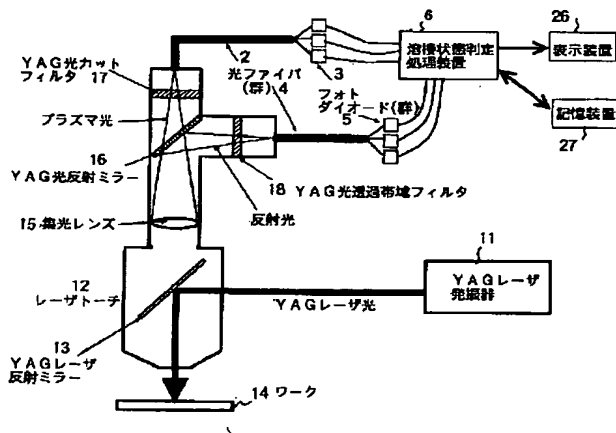 6
溶接状態判定
処理装置
26
表示装置
記憶装置
27
2
3
YAG光カット
フィルタ 17
光ファイバ
(群) 4
フォト
ダイオード(群)
5
プラズマ光
16
YAG光反射ミラー
18 YAG光透過帯域フィルタ
反射光
15 集光レンズ
11
YAGレーザ
発振器
12
レーザトーチ
YAGレーザ光
13
YAGレーザ
反射ミラー
14 ワーク